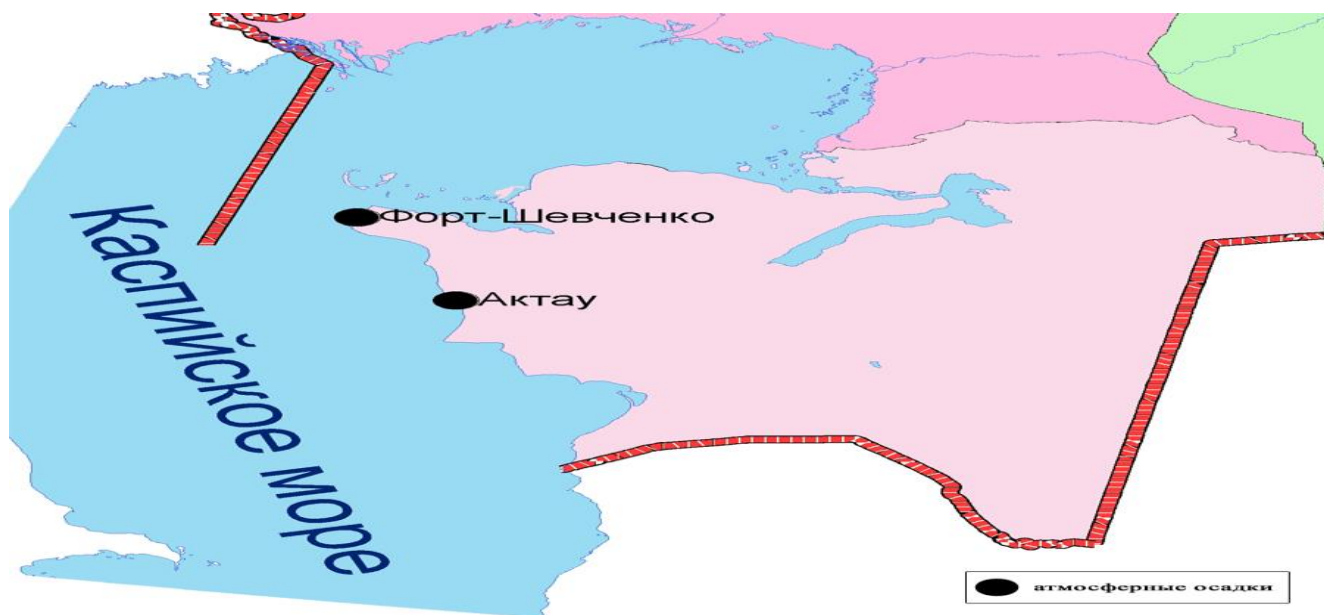 Форт-Шевченко
Актау
Каспийское море
атмосферные осадки